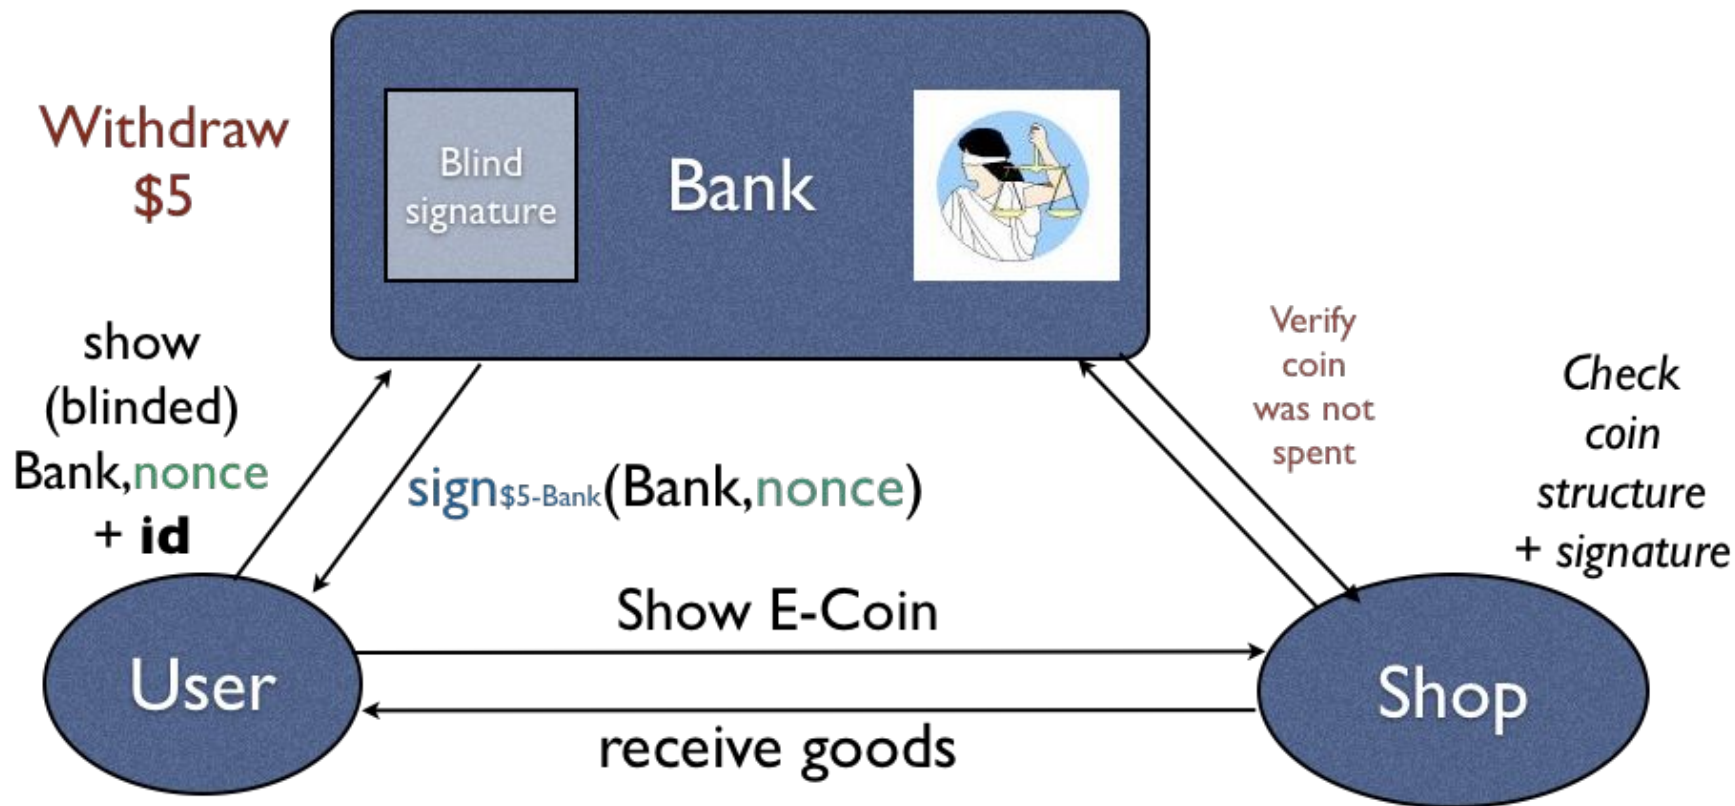 Withdraw
$5
Blind
signature
Bank
show
(blinded)
Bank,nonce
+ id
sign$5-Bank(Bank,nonce)
Verify
coin
was not
spent
Check
coin
structure
+ signature
Show E-Coin
User
Shop
receive goods